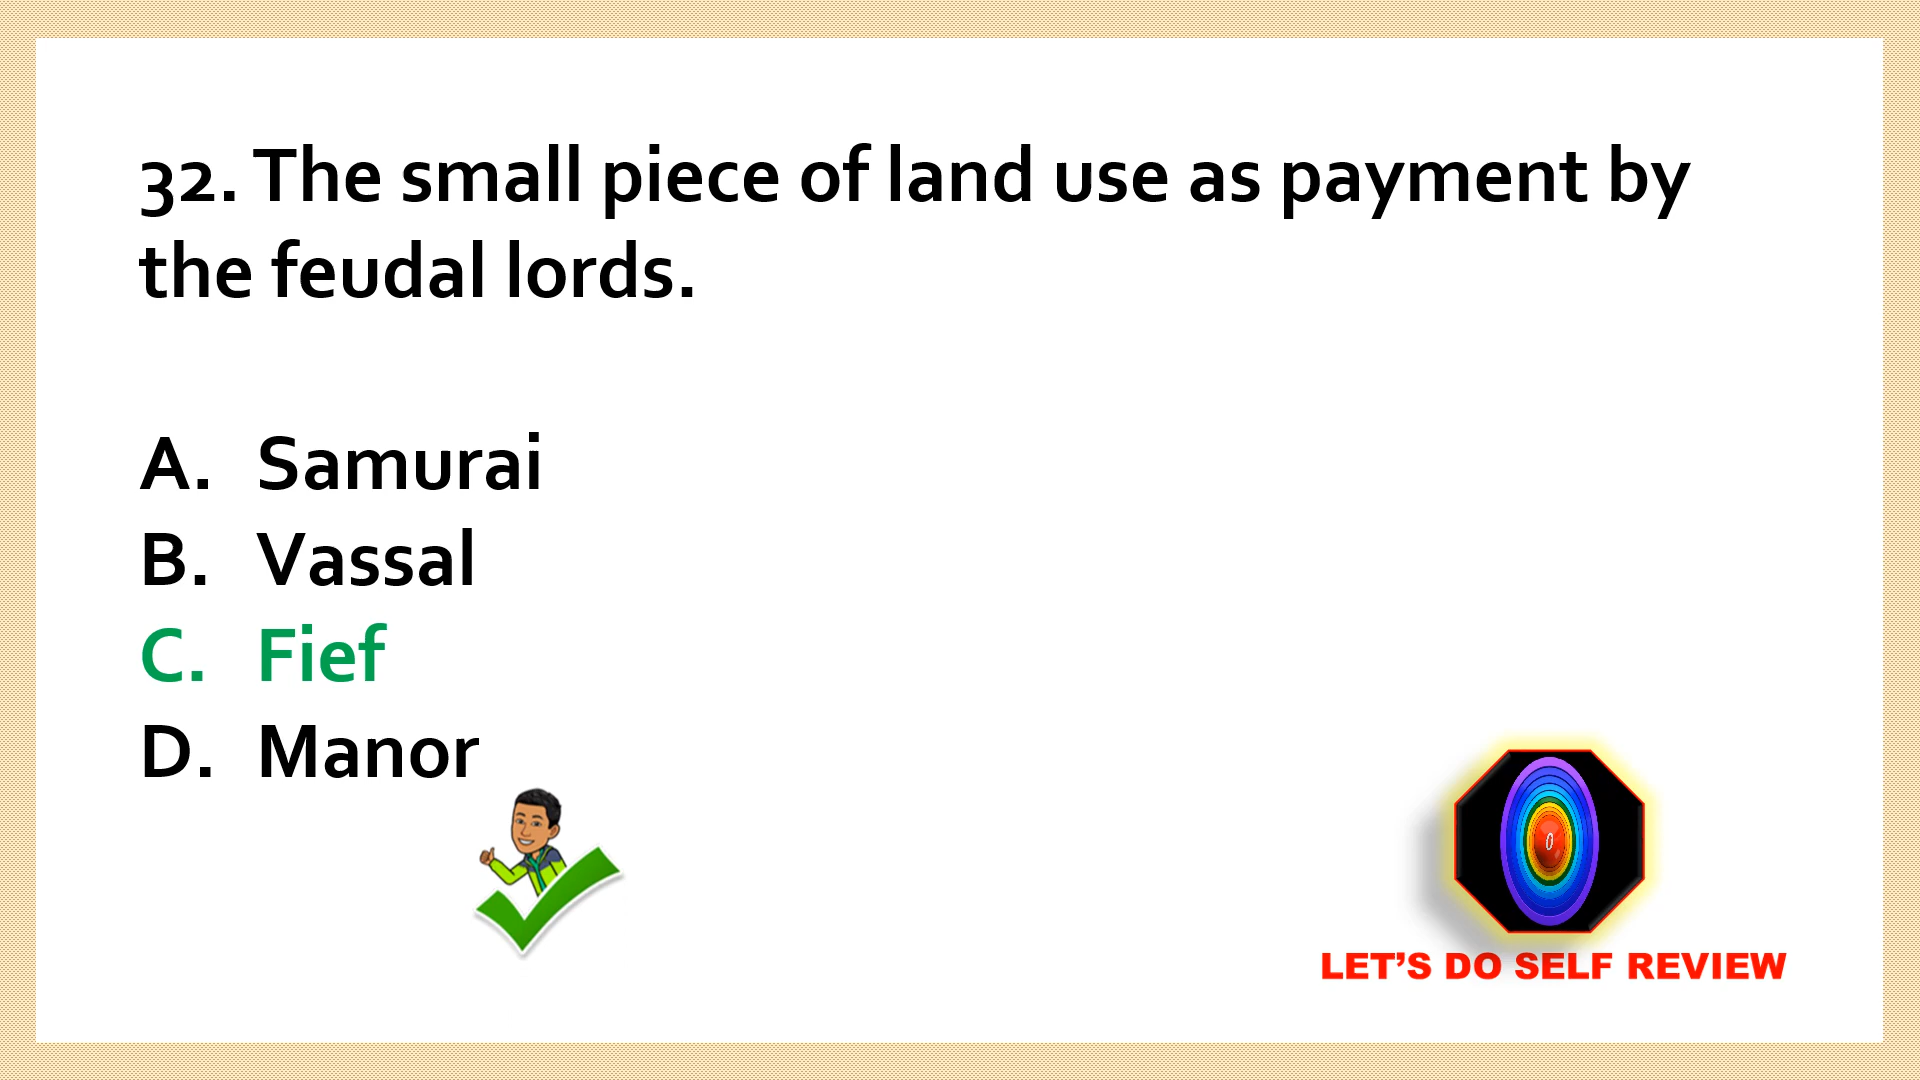 32. The small piece of land use as payment by
the feudal lords.
A. Samurai
B. Vassal
C. Fief
D. Manor
0
LET'S DO SELF REVIEW